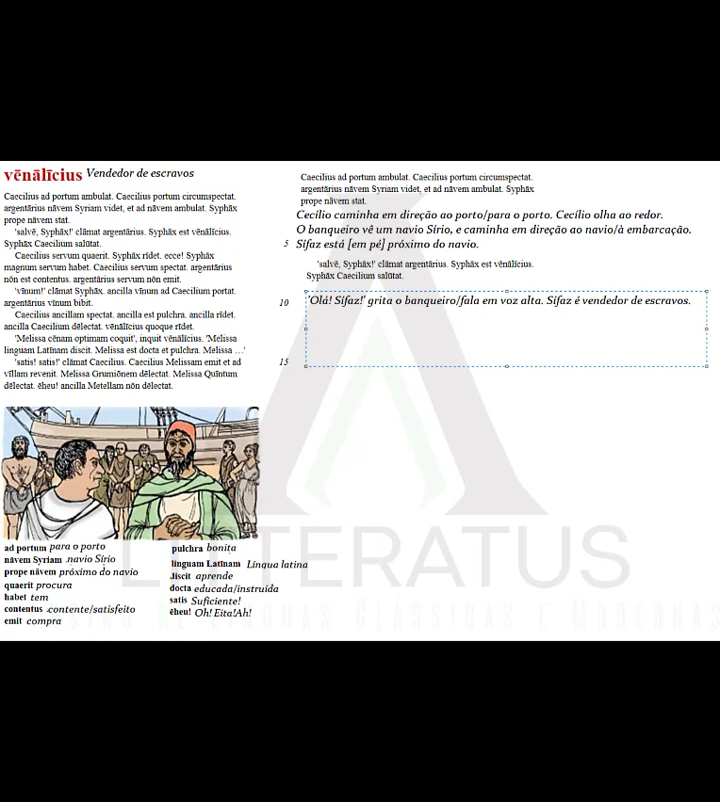 vēnālīcius Vendedor de escravos
Caecilius ad portum ambulat. Caecilius portum circumspectat.
argentārius nāvem Syriam videt, et ad nāvem ambulat. Syphāx
prope nāvem stat.
'salvē, Syphāx!' clāmat argentārius. Syphāx est vēnālīcius.
Syphāx Caecilium salūtat.
Caecilius servum quaerit. Syphāx rīdet. ecce! Syphāx
magnum servum habet. Caecilius servum spectat. argentārius
nōn est contentus. argentārius servum nōn emit.
'vīnum!' clāmat Syphāx. ancilla vīnum ad Caecilium portat.
argentārius vīnum bibit.
Caecilius ancillam spectat. ancilla est pulchra. ancilla rīdet.
ancilla Caecilium dēlectat. vēnālīcius quoque rīdet.
'Melissa cēnam optimam coquit', inquit vēnālīcius. 'Melissa
linguam Latīnam discit. Melissa est docta et pulchra. Melissa ...'
'satis! satis!' clāmat Caecilius. Caecilius Melissam emit et ad
vīllam revenit. Melissa Grumiōnem dēlectat. Melissa Quīntum
dēlectat. ēheu! ancilla Metellam nōn dēlectat.
5
10
15
Caecilius ad portum ambulat. Caecilius portum circumspectat.
argentārius nāvem Syriam videt, et ad nāvem ambulat. Syphāx
prope nāvem stat.
Cecílio caminha em direção ao porto/para o porto. Cecílio olha ao redor.
O banqueiro vê um navio Sírio, e caminha em direção ao navio/à embarcação.
Sífaz está [em pé] próximo do navio.
'salvē, Syphāx!' clāmat argentārius. Syphāx est vēnālīcius.
Syphāx Caecilium salūtat.
'Olá! Sífaz!' grita o banqueiro/fala em voz alta. Sífaz é vendedor de escravos.
ad portum para o porto
nāvem Syriam navio Sírio
prope nāvem próximo do navio
quaerit procura
habet tem
contentus contente/satisfeito
emit compra
pulchra bonita
linguam Latīnam Língua latina
discit aprende
docta educada/instruída
satis Suficiente!
ēheu! Oh! Eita!Ah!
LITTERATUS
ENSINO DE LÍNGUAS CLÁSSICAS E MODERNAS